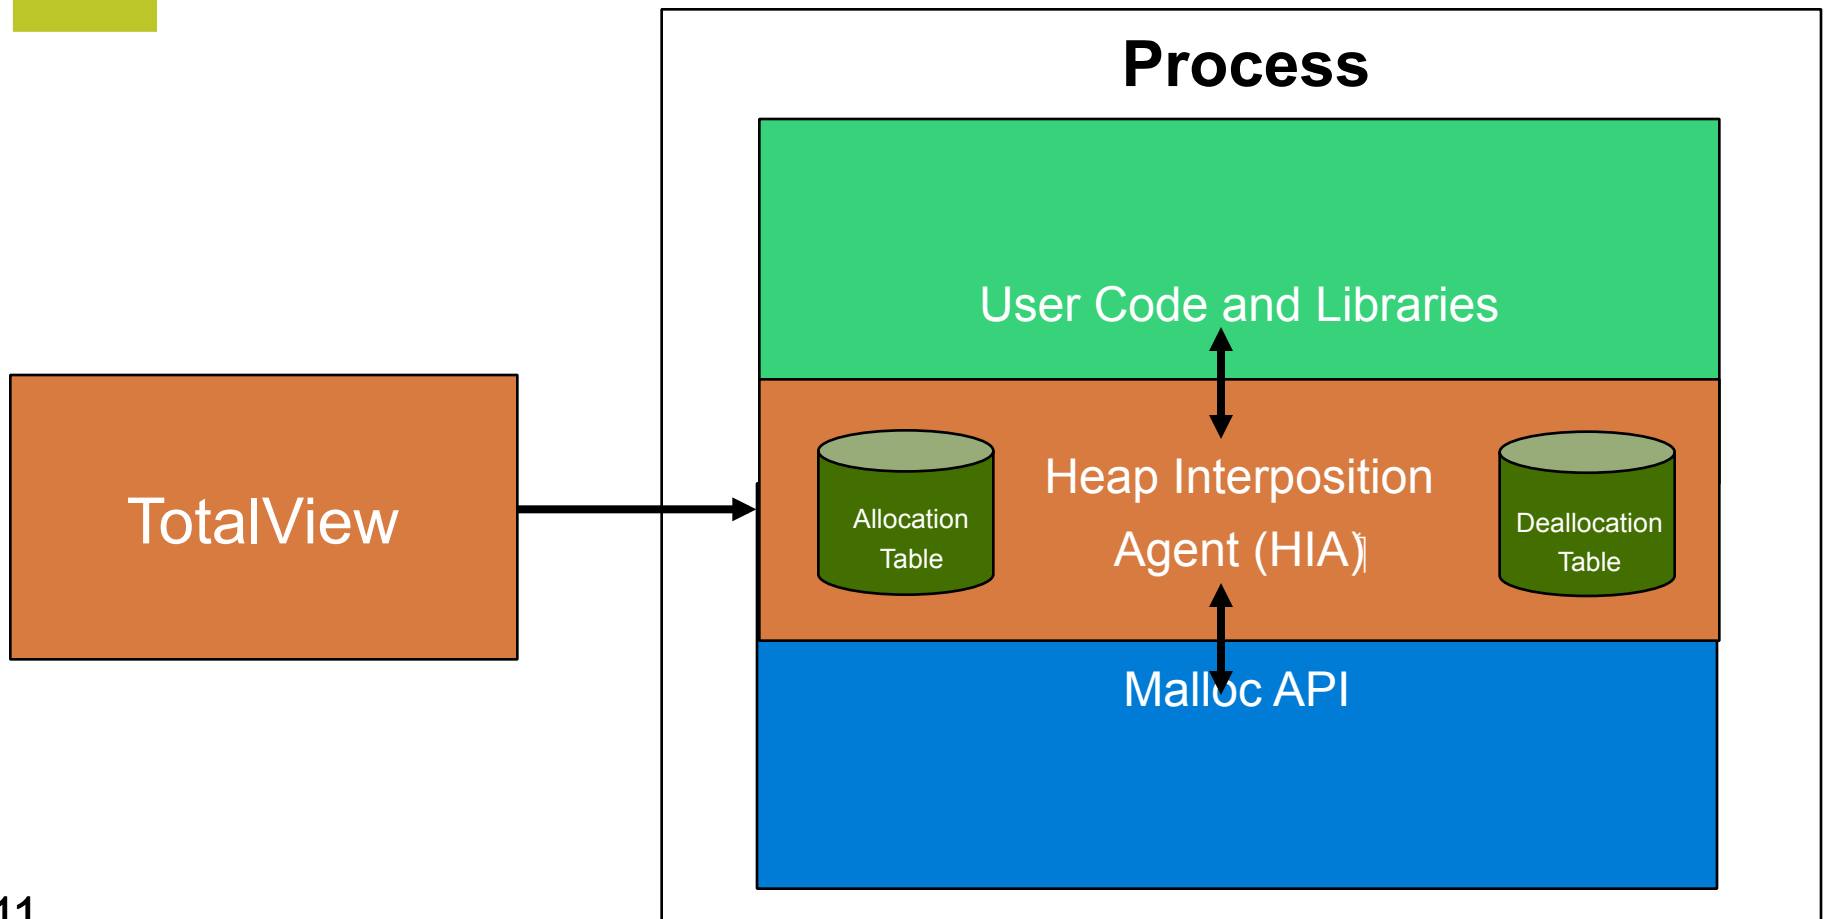 Process
User Code and Libraries
TotalView
Allocation
Table
Heap Interposition
Agent (HIA)
Deallocation
Table
Malloc API
11